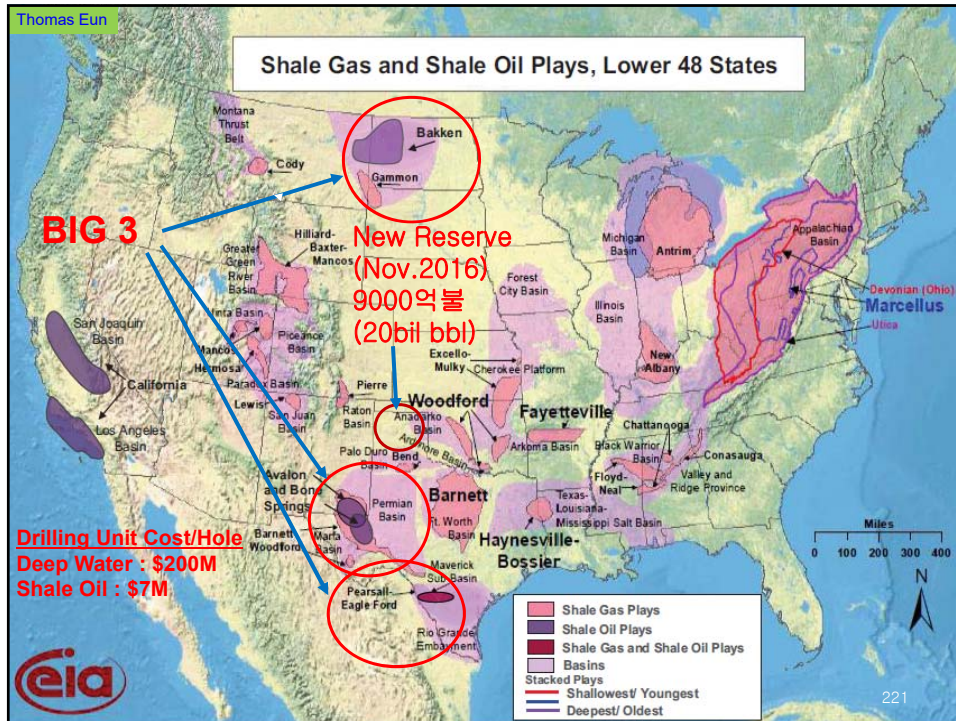 Thomas Eun
Shale Gas and Shale Oil Plays, Lower 48 States
Montana
Thrust
Belt
Cody
Bakken
Gammon
BIG 3
Hilliard-
Baxter-
Mancos
Greater
Green
River
Basin
New Reserve
(Nov.2016)
9000억불
(20bil bbl)
Michigan
Basin
Antrim
Appalachian
Basin
Devonian (Ohio)
Marcellus
Utica
Forest
City Basin
Illinois
Basin
New
Albany
San Joaquin
Basin
California
Los Angeles
Basin
Uinta Basin
Piceance
Basin
Mancos
Hermosa
Paradox Basin
Lewis
San Juan
Basin
Pierre
Raton
Basin
Excello-
Mulky
Cherokee Platform
Woodford
Anadarko
Basin
Ardmore Basin
Palo Duro
Basin
Bend
Fayetteville
Arkoma Basin
Chattanooga
Black Warrior
Basin
Conasauga
Floyd-
Neal
Valley and
Ridge Province
Avalon
and Bone
Springs
Permian
Basin
Barnett
Ft. Worth
Basin
Barnett
Woodford
Marfa
Basin
Texas-
Louisiana-
Mississippi Salt Basin
Haynesville-
Bossier
Maverick
Sub-Basin
Pearsall-
Eagle Ford
Rio Grande
Embayment
Drilling Unit Cost/Hole
Deep Water : $200M
Shale Oil : $7M
Miles
0 100 200 300 400
N
Shale Gas Plays
Shale Oil Plays
Shale Gas and Shale Oil Plays
Basins
Stacked Plays
Shallowest/ Youngest
Deepest/ Oldest
eia
221